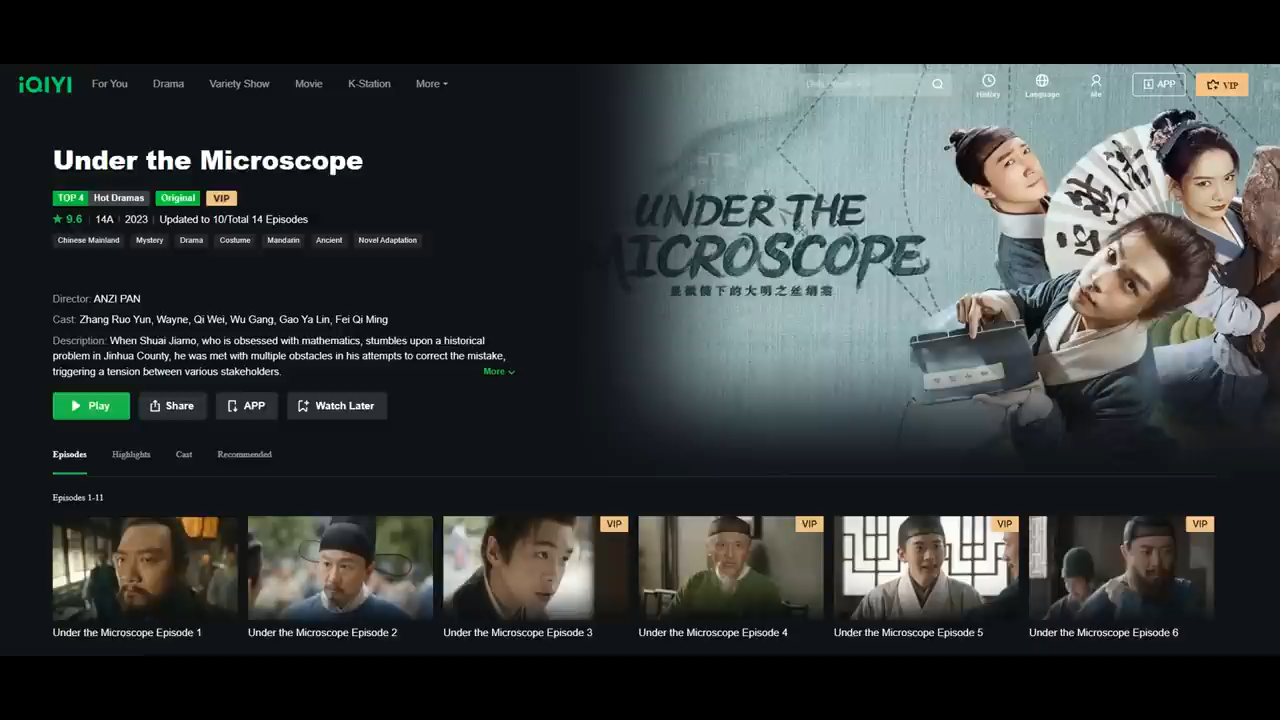 iQIYI For You Drama Variety Show Movie K-Station More History Language Me APP VIP
Under the Microscope
TOP 4 Hot Dramas Original VIP
9.6 14A 2023 Updated to 10/Total 14 Episodes
Chinese Mainland Mystery Drama Costume Mandarin Ancient Novel Adaptation
UNDER THE
MICROSCOPE
显微镜下的大明之丝绢案
Director: ANZI PAN
Cast: Zhang Ruo Yun, Wayne, Qi Wei, Wu Gang, Gao Ya Lin, Fei Qi Ming
Description: When Shuai Jiamo, who is obsessed with mathematics, stumbles upon a historical
problem in Jinhua County, he was met with multiple obstacles in his attempts to correct the mistake,
triggering a tension between various stakeholders. More
Play Share APP Watch Later
Episodes Highlights Cast Recommended
Episodes 1-11
VIP VIP VIP VIP
Under the Microscope Episode 1 Under the Microscope Episode 2 Under the Microscope Episode 3 Under the Microscope Episode 4 Under the Microscope Episode 5 Under the Microscope Episode 6